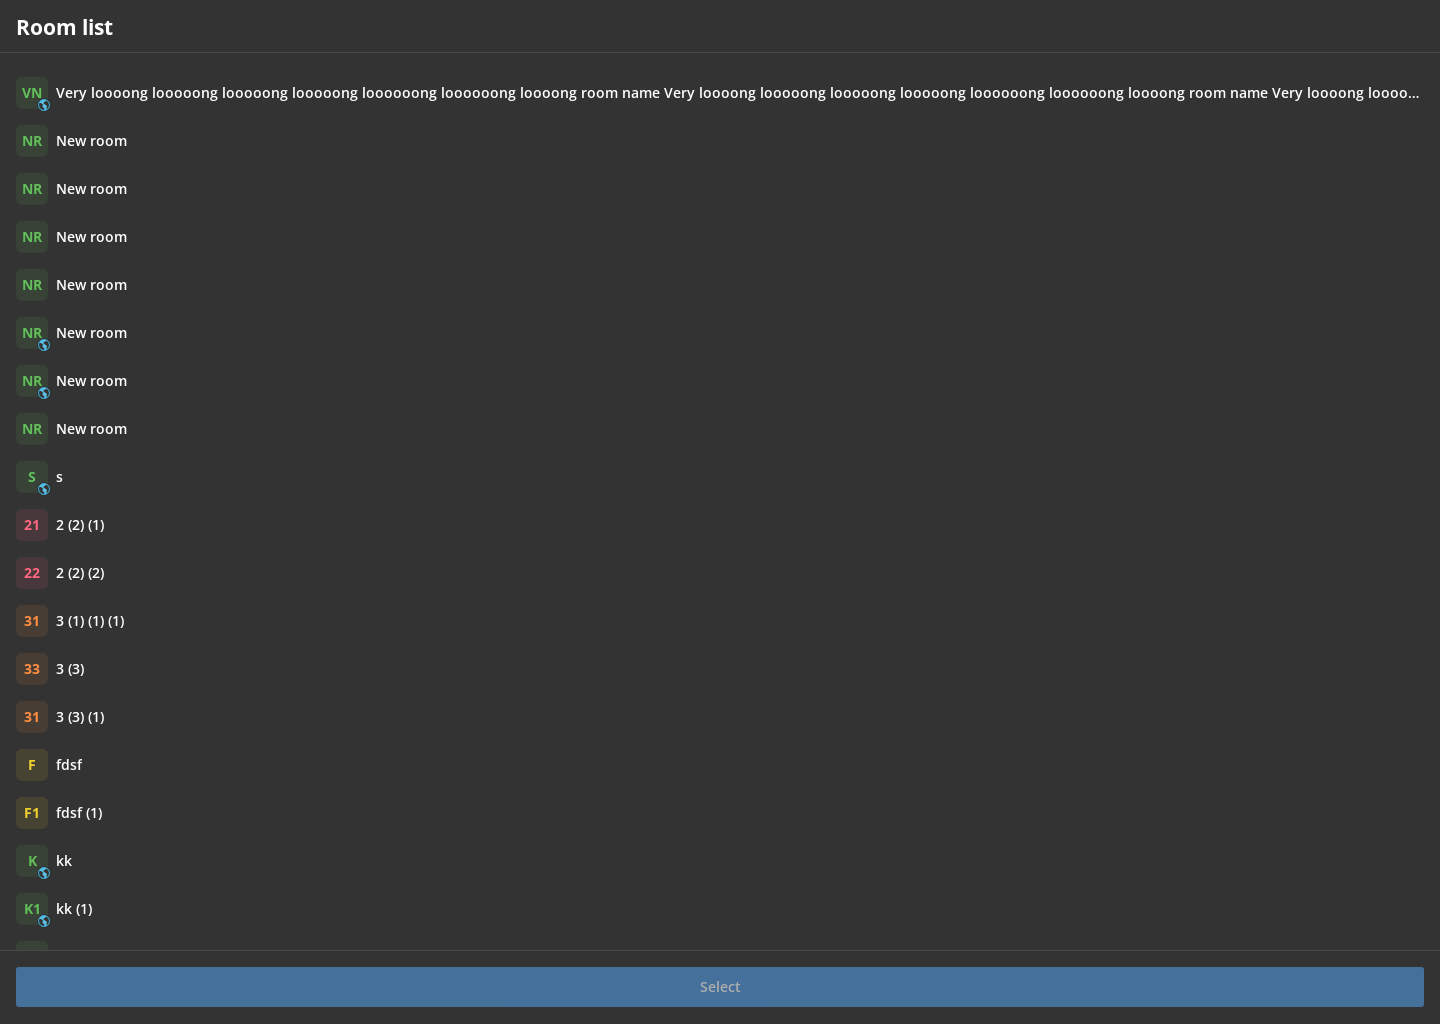 Room list
VN Very loooong looooong looooong looooong loooooong loooooong loooong room name Very loooong looooong looooong looooong loooooong loooooong loooong room name Very loooong loooo...
NR New room
NR New room
NR New room
NR New room
NR New room
NR New room
NR New room
S s
21 2 (2) (1)
22 2 (2) (2)
31 3 (1) (1) (1)
33 3 (3)
31 3 (3) (1)
F fdsf
F1 fdsf (1)
K kk
K1 kk (1)
Select